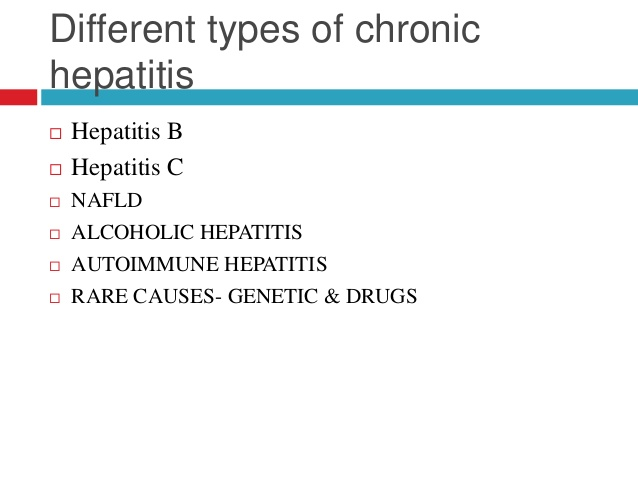 Different types of chronic
hepatitis
Hepatitis B
Hepatitis C
NAFLD
ALCOHOLIC HEPATITIS
AUTOIMMUNE HEPATITIS
RARE CAUSES- GENETIC & DRUGS